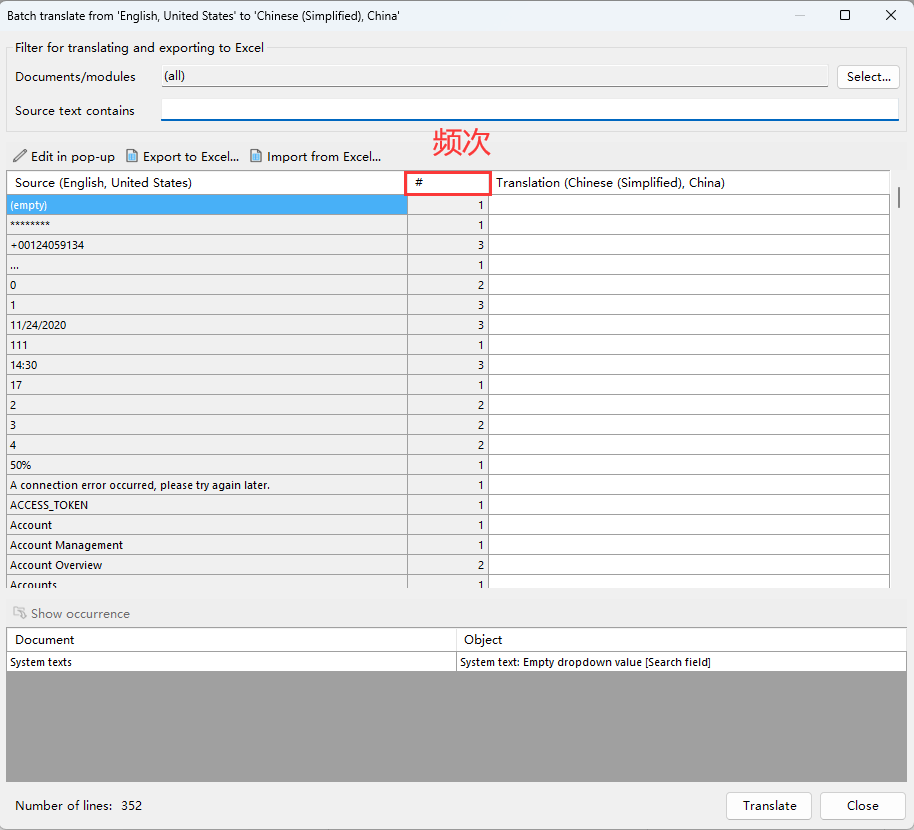 Batch translate from 'English, United States' to 'Chinese (Simplified), China'
Filter for translating and exporting to Excel
Documents/modules (all) Select...
Source text contains
频次
Edit in pop-up Export to Excel... Import from Excel...
Source (English, United States) # Translation (Chinese (Simplified), China)
(empty) 1
******** 1
+00124059134 3
... 1
0 2
1 3
11/24/2020 3
111 1
14:30 3
17 1
2 2
3 2
4 2
50% 1
A connection error occurred, please try again later. 1
ACCESS_TOKEN 1
Account 1
Account Management 1
Account Overview 2
Accounts 1
Show occurrence
Document Object
System texts System text: Empty dropdown value [Search field]
Number of lines: 352 Translate Close